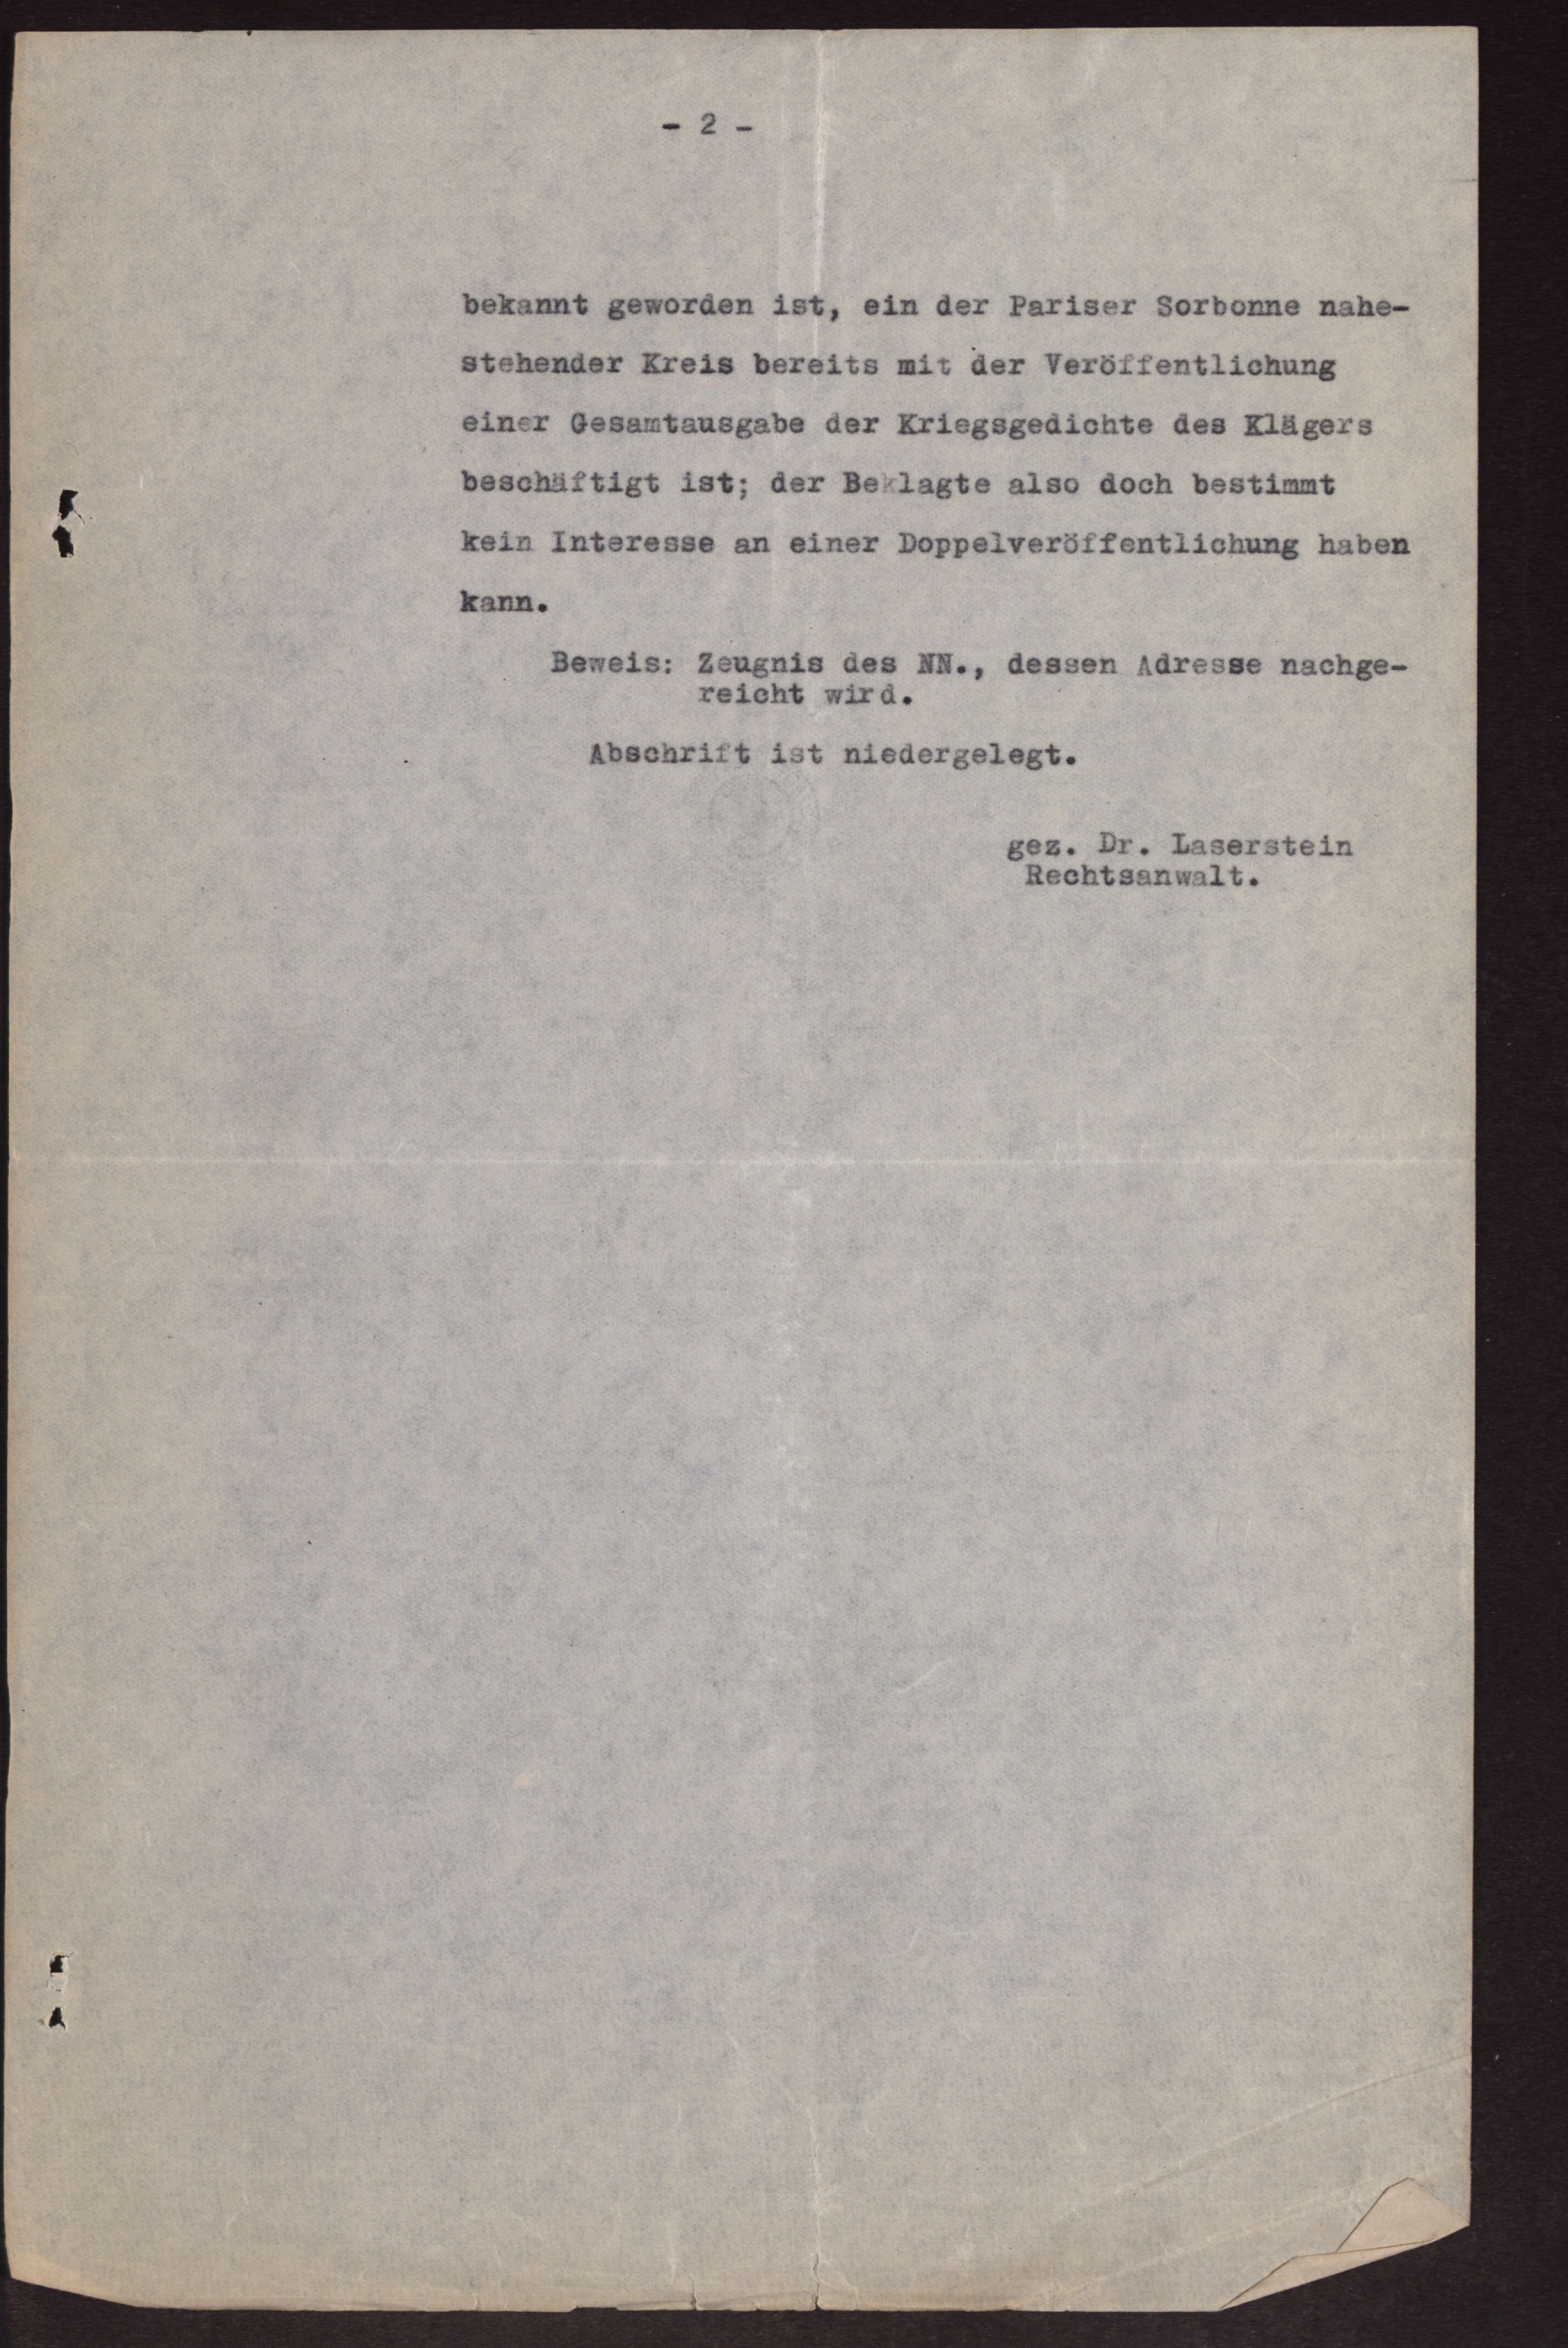 - 2 -
bekannt geworden ist, ein der Pariser Sorbonne nahe-
stehender Kreis bereits mit der Veröffentlichung
einer Gesamtausgabe der Kriegsgedichte des Klägers
beschäftigt ist; der Beklagte also doch bestimmt
kein Interesse an einer Doppelveröffentlichung haben
kann.
Beweis: Zeugnis des NN., dessen Adresse nachge-
reicht wird.
Abschrift ist niedergelegt.
gez. Dr. Laserstein
Rechtsanwalt.